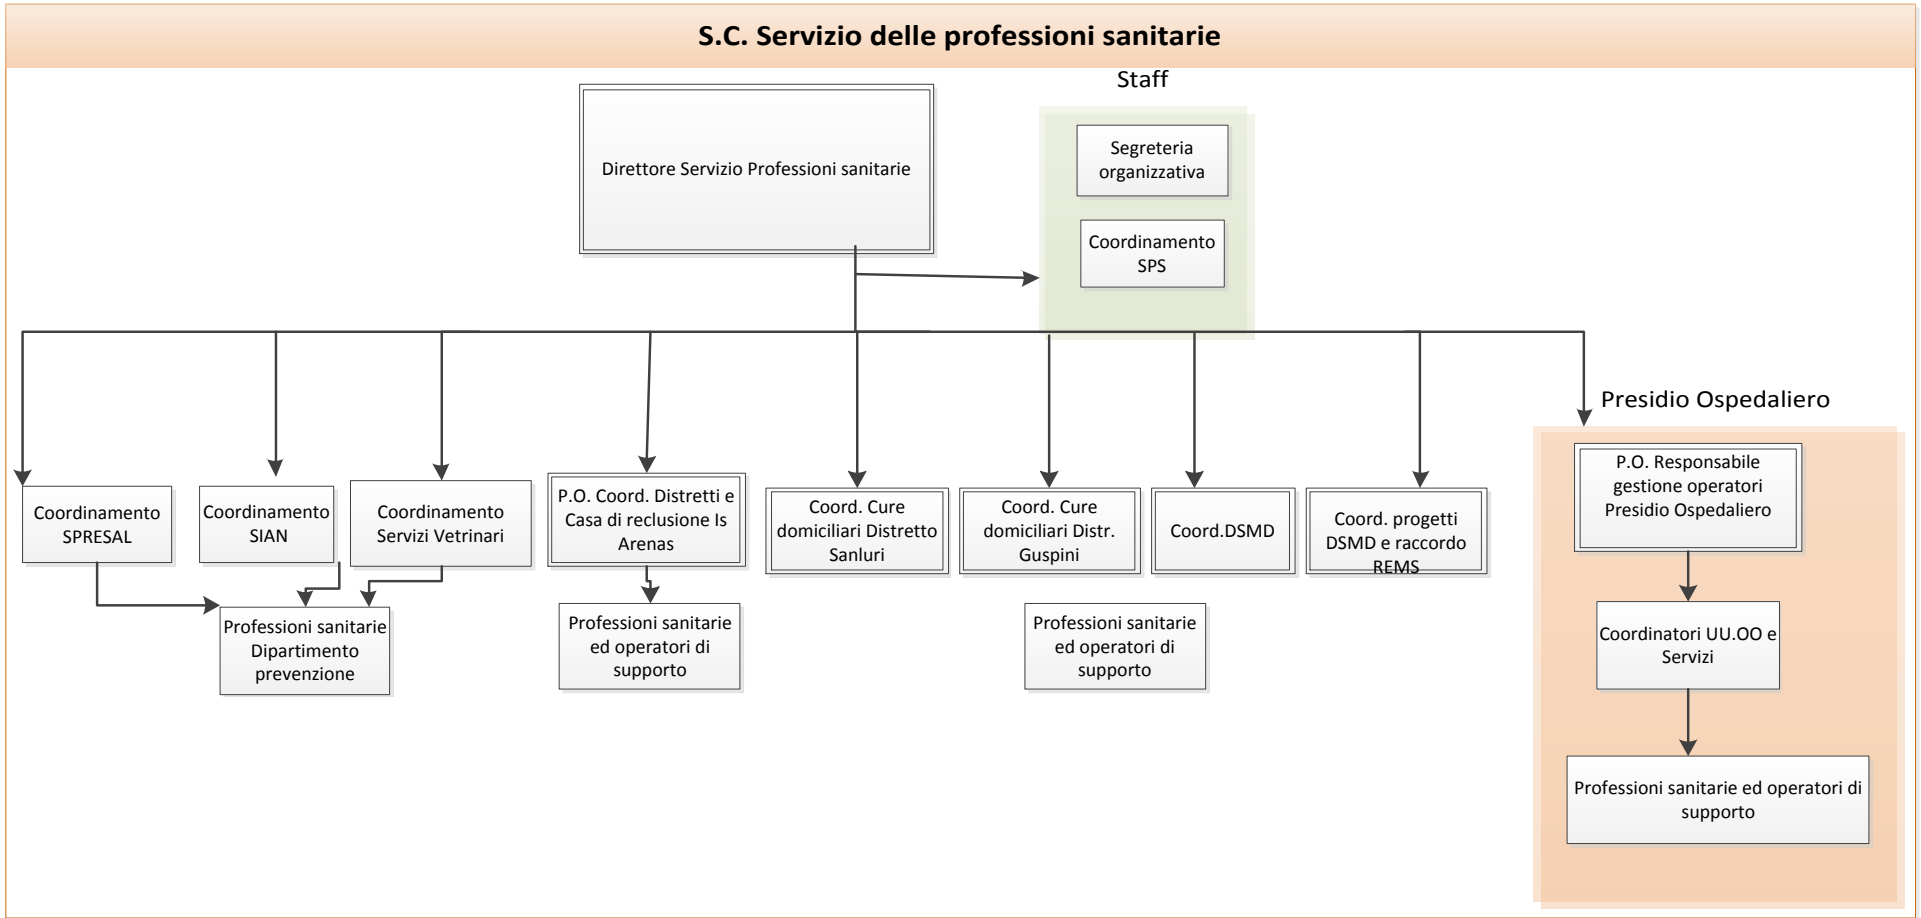 S.C. Servizio delle professioni sanitarie
Staff
Direttore Servizio Professioni sanitarie
Segreteria
organizzativa
Coordinamento
SPS
Presidio Ospedaliero
Coordinamento
SPRESAL
Coordinamento
SIAN
Coordinamento
Servizi Vetrinari
P.O. Coord. Distretti e
Casa di reclusione Is
Arenas
Coord. Cure
domiciliari Distretto
Sanluri
Coord. Cure
domiciliari Distr.
Guspini
Coord.DSMD
Coord. progetti
DSMD e raccordo
REMS
P.O. Responsabile
gestione operatori
Presidio Ospedaliero
Professioni sanitarie
Dipartimento
prevenzione
Professioni sanitarie
ed operatori di
supporto
Professioni sanitarie
ed operatori di
supporto
Coordinatori UU.OO e
Servizi
Professioni sanitarie ed operatori di
supporto